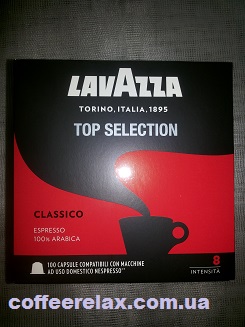 LAVAZZA
TORINO, ITALIA, 1895
TOP SELECTION
CLASSICO
ESPRESSO
100% ARABICA
100 CAPSULE COMPATIBILI CON MACCHINE
AD USO DOMESTICO NESPRESSO**
8
INTENSITÀ
coffeerelax.com.ua